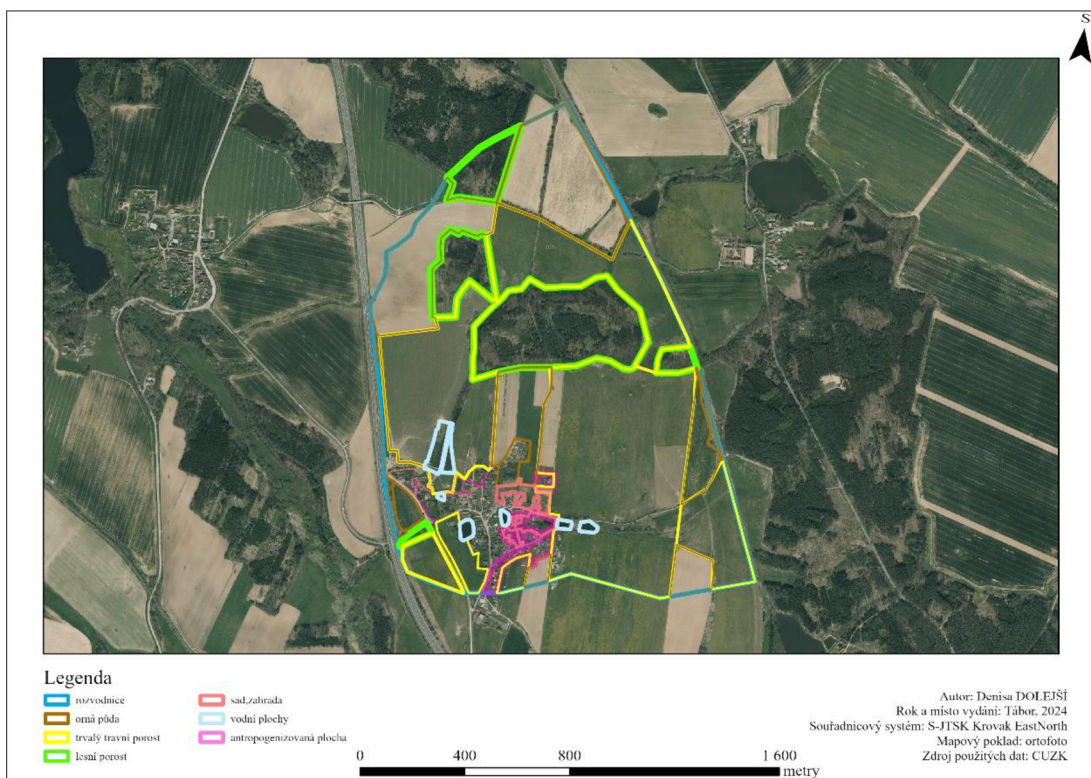 S
Legenda
rozvodnice
orná půda
trvalý travní porost
lesní porost
sad,zahrada
vodní plochy
antropogenizovaná plocha
0 400 800 1 600
metry
Autor: Denisa DOLEJŠÍ
Rok a místo vydání: Tábor, 2024
Souřadnicový systém: S-JTSK Krovak EastNorth
Mapový poklad: ortofoto
Zdroj použitých dat: CUZK